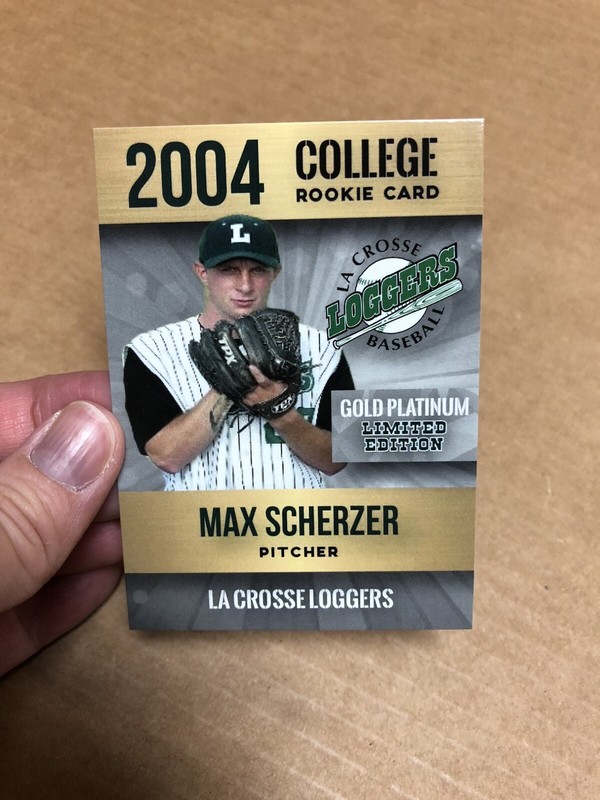 2004
COLLEGE
ROOKIE CARD
L
LA CROSSE
LOGGERS
BASEBALL
TPX
TPX
GOLD PLATINUM
LIMITED
EDITION
MAX SCHERZER
PITCHER
LA CROSSE LOGGERS